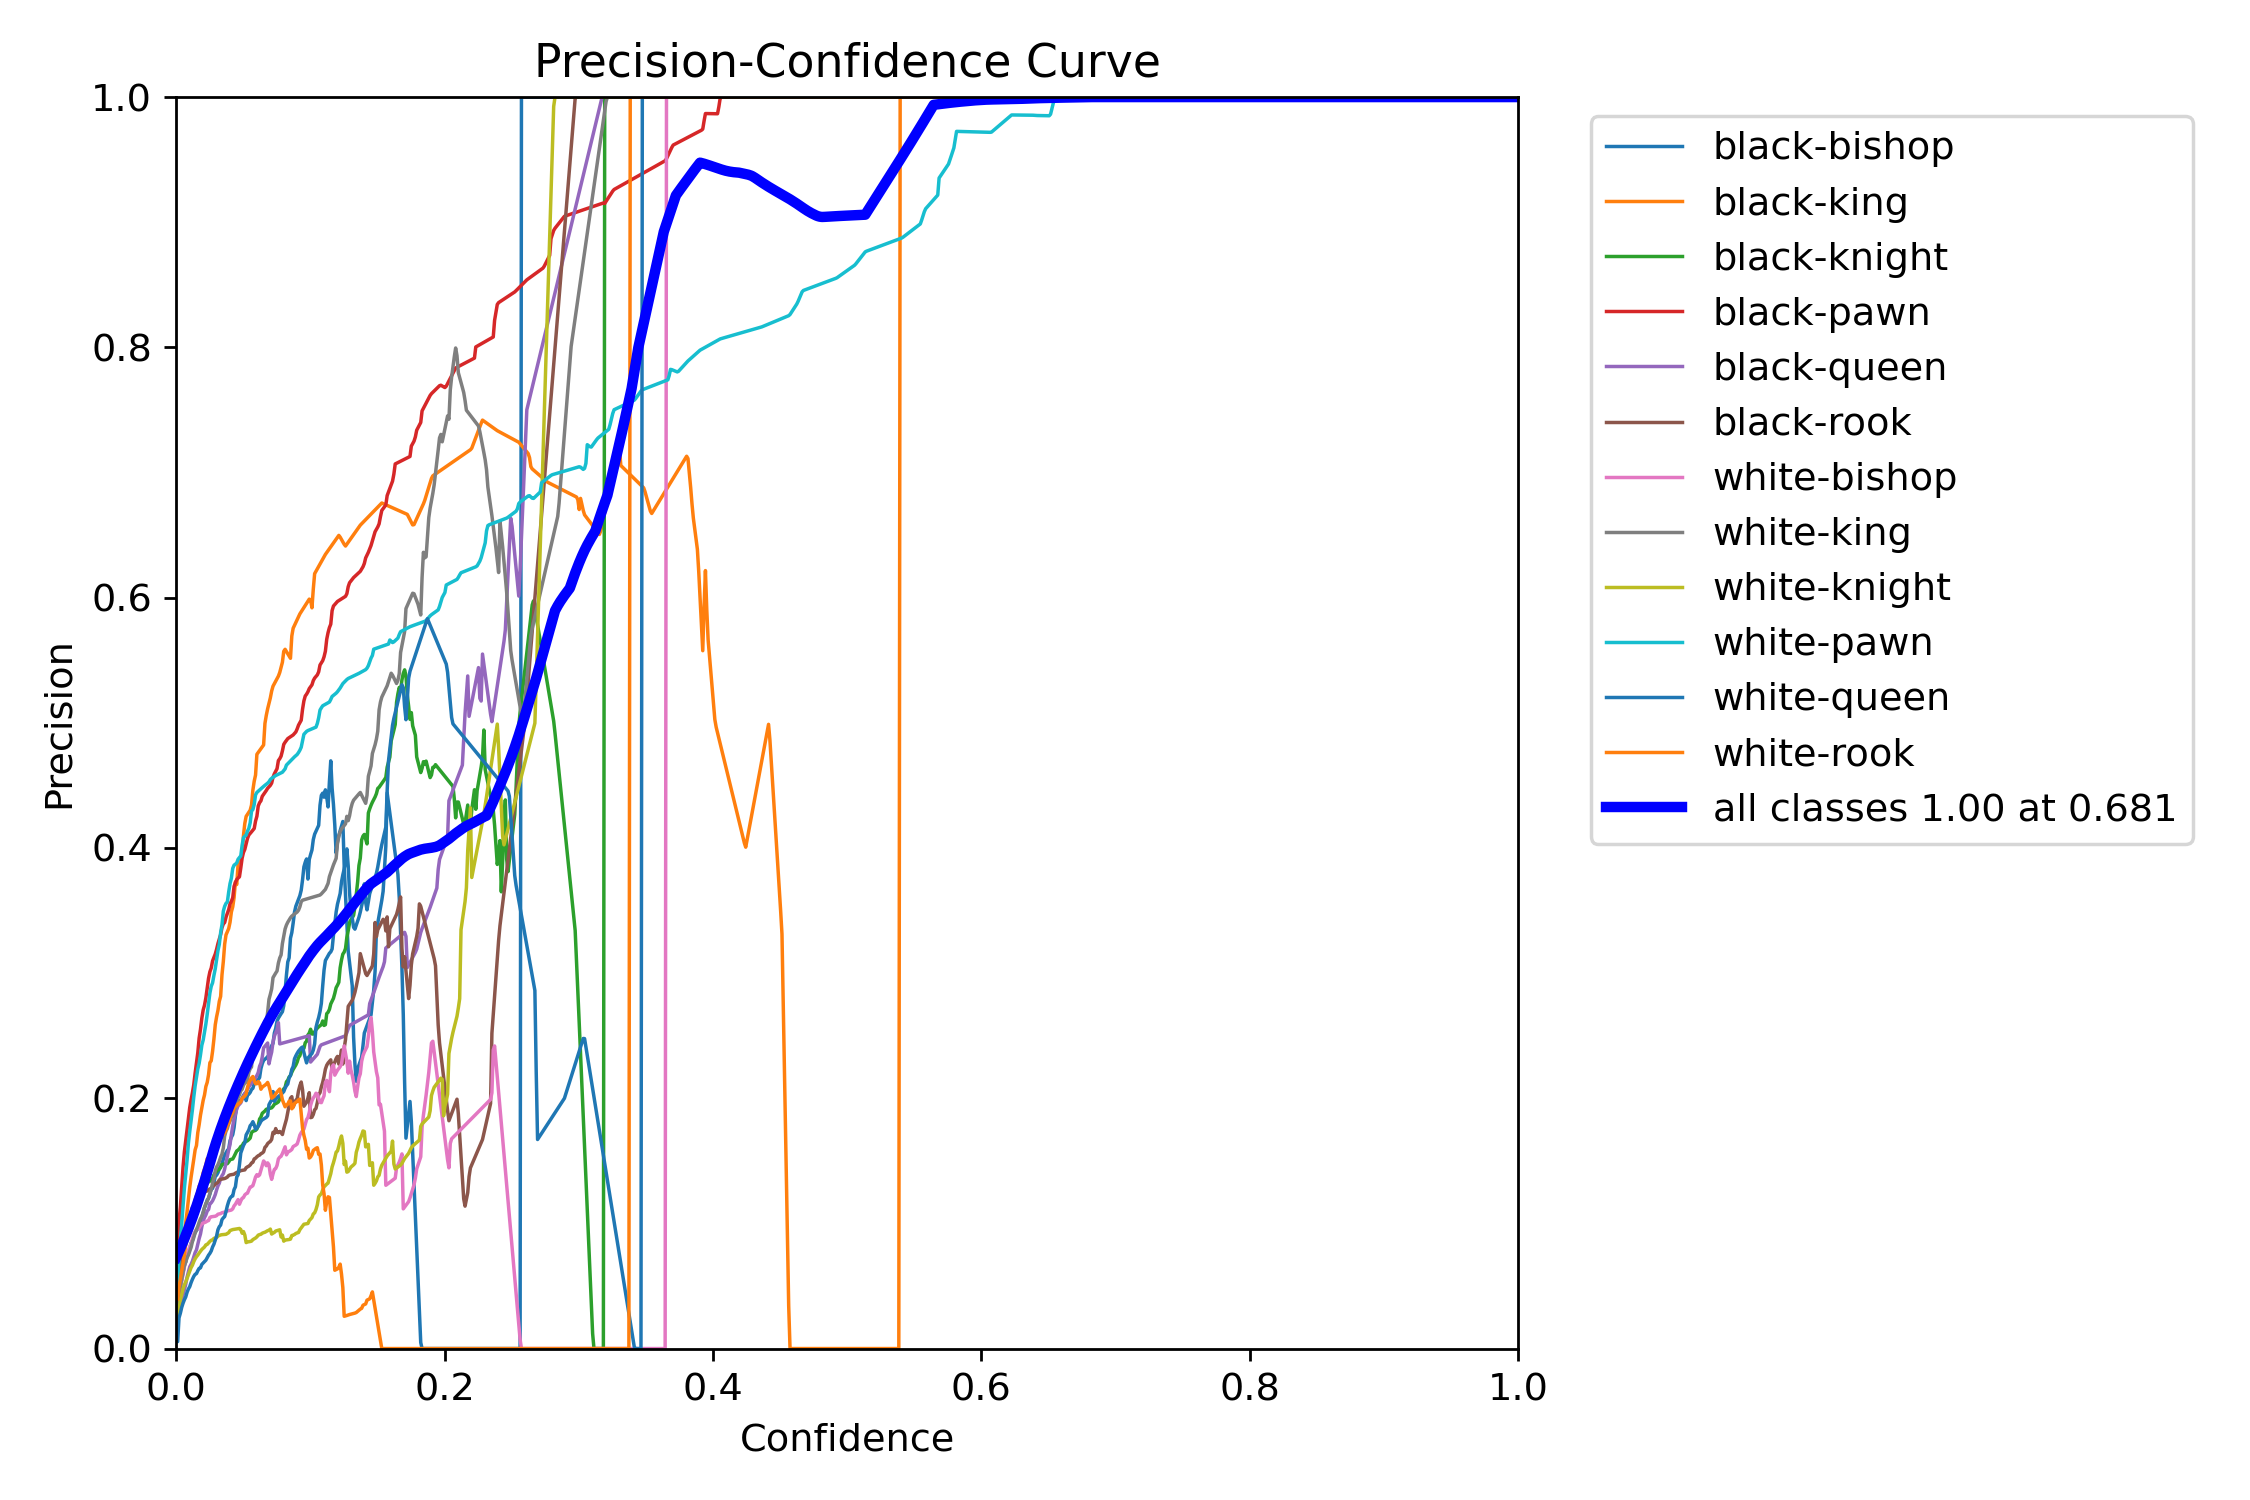 Precision-Confidence Curve
1.0
0.8
0.6
0.4
0.2
0.0
Precision
0.0 0.2 0.4 0.6 0.8 1.0
Confidence
black-bishop
black-king
black-knight
black-pawn
black-queen
black-rook
white-bishop
white-king
white-knight
white-pawn
white-queen
white-rook
all classes 1.00 at 0.681